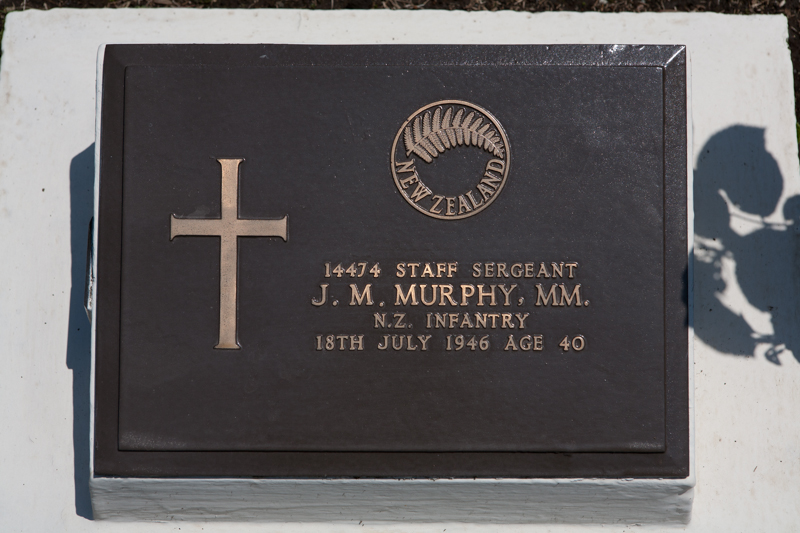 NEW ZEALAND
14474 STAFF SERGEANT
J. M. MURPHY, MM.
N.Z. INFANTRY
18TH JULY 1946 AGE 40